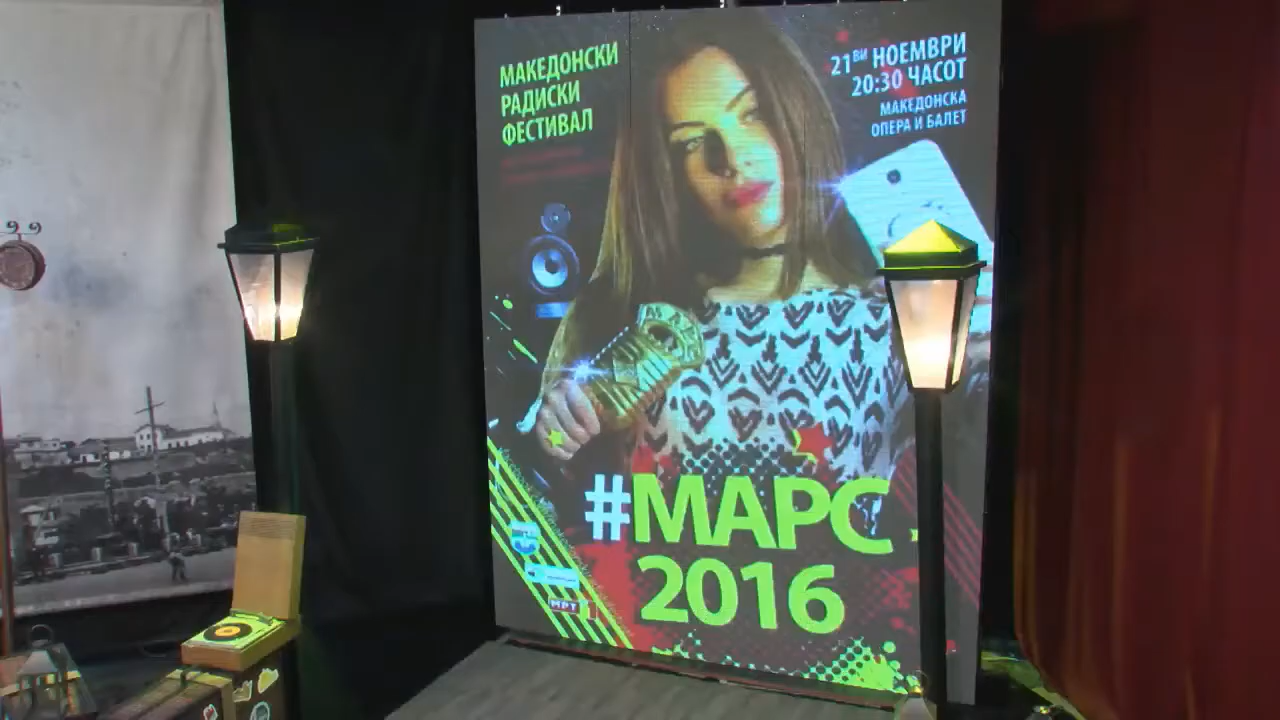 МАКЕДОНСКИ
РАДИСКИ
ФЕСТИВАЛ
21ВИ НОЕМВРИ
20:30 ЧАСОТ
МАКЕДОНСКА
ОПЕРА И БАЛЕТ
#МАРС
2016
МРТ